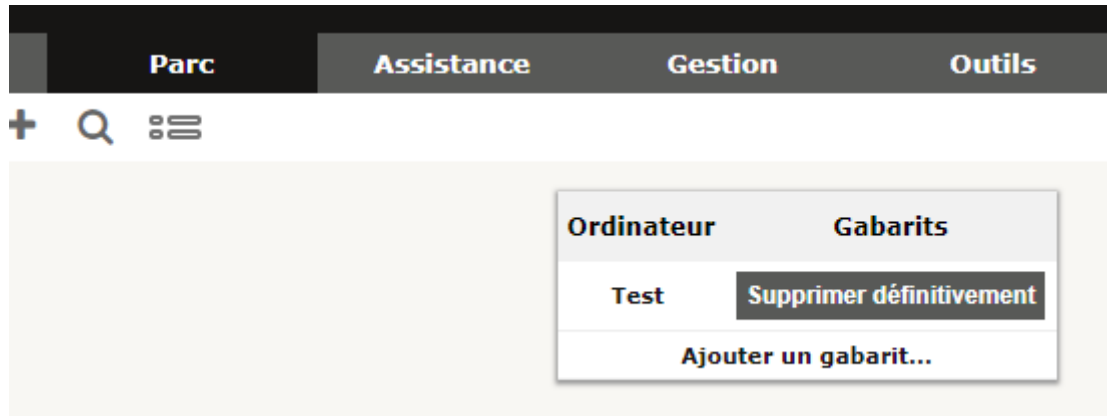 Parc Assistance Gestion Outils
Ordinateur Gabarits
Test Supprimer définitivement
Ajouter un gabarit...